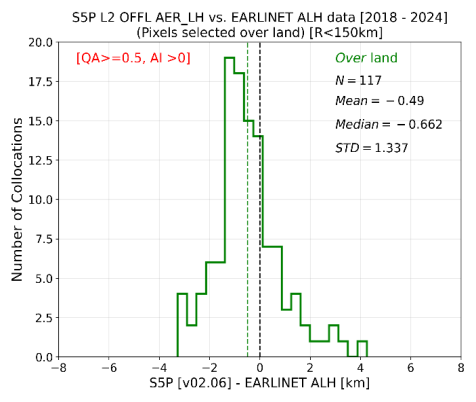 S5P L2 OFFL AER_LH vs. EARLINET ALH data [2018 - 2024]
(Pixels selected over land) [R<150km]
[QA>=0.5, AI >0]
Over land
N = 117
Mean = −0.49
Median = −0.662
STD = 1.337
Number of Collocations
20.0
17.5
15.0
12.5
10.0
7.5
5.0
2.5
0.0
−8 −6 −4 −2 0 2 4 6 8
S5P [v02.06] - EARLINET ALH [km]